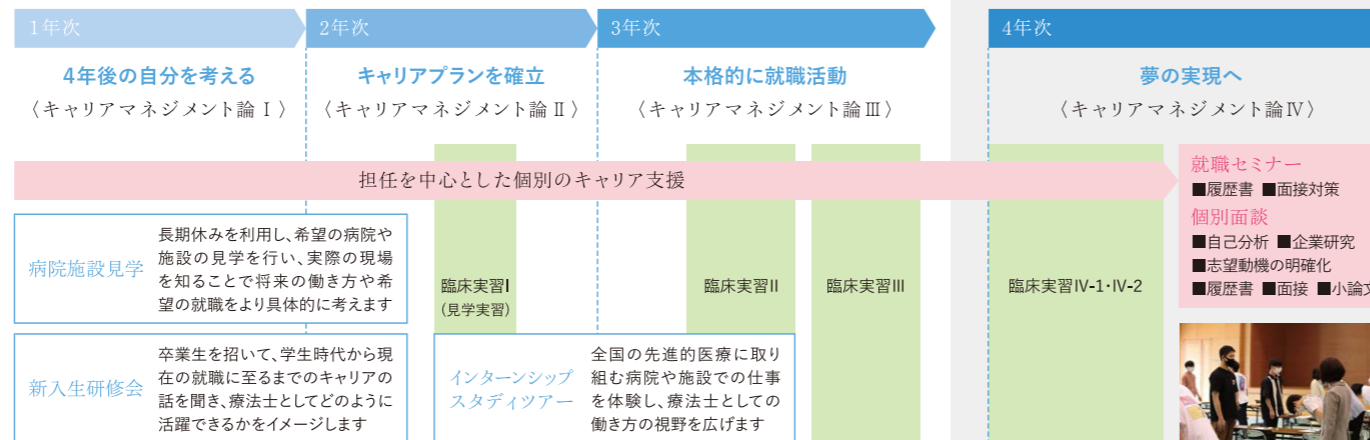 1年次
2年次
3年次
4年次
4年後の自分を考える
〈キャリアマネジメント論Ⅰ〉
キャリアプランを確立
〈キャリアマネジメント論Ⅱ〉
本格的に就職活動
〈キャリアマネジメント論Ⅲ〉
夢の実現へ
〈キャリアマネジメント論Ⅳ〉
担任を中心とした個別のキャリア支援
就職セミナー
■履歴書 ■面接対策
個別面談
■自己分析 ■企業研究
■志望動機の明確化
■履歴書 ■面接 ■小論文
病院施設見学
長期休みを利用し、希望の病院や
施設の見学を行い、実際の現場
を知ることで将来の働き方や希
望の就職をより具体的に考えます
臨床実習Ⅰ
(見学実習)
臨床実習Ⅱ
臨床実習Ⅲ
臨床実習Ⅳ-1・Ⅳ-2
新入生研修会
卒業生を招いて、学生時代から現
在の就職に至るまでのキャリアの
話を聞き、療法士としてどのように
活躍できるかをイメージします
インターンシップ
スタディツアー
全国の先進的医療に取り
組む病院や施設での仕事
を体験し、療法士としての
働き方の視野を広げます